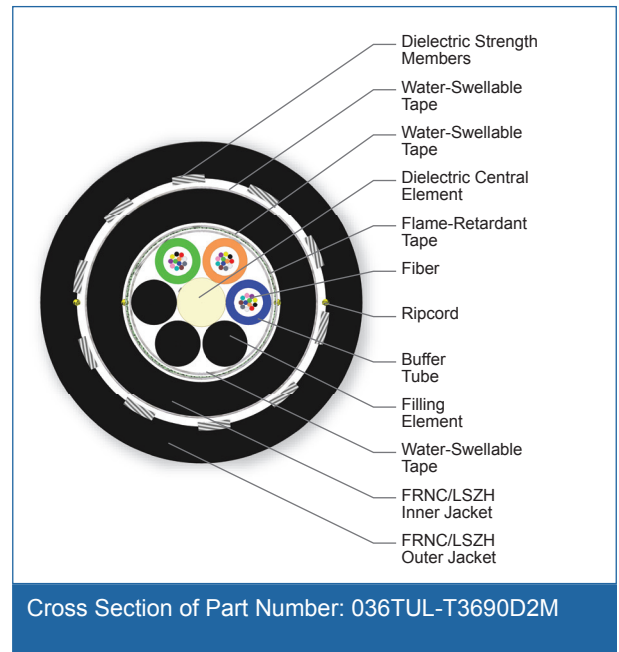 Dielectric Strength
Members
Water-Swellable
Tape
Water-Swellable
Tape
Dielectric Central
Element
Flame-Retardant
Tape
Fiber
Ripcord
Buffer
Tube
Filling
Element
Water-Swellable
Tape
FRNC/LSZH
Inner Jacket
FRNC/LSZH
Outer Jacket
Cross Section of Part Number: 036TUL-T3690D2M